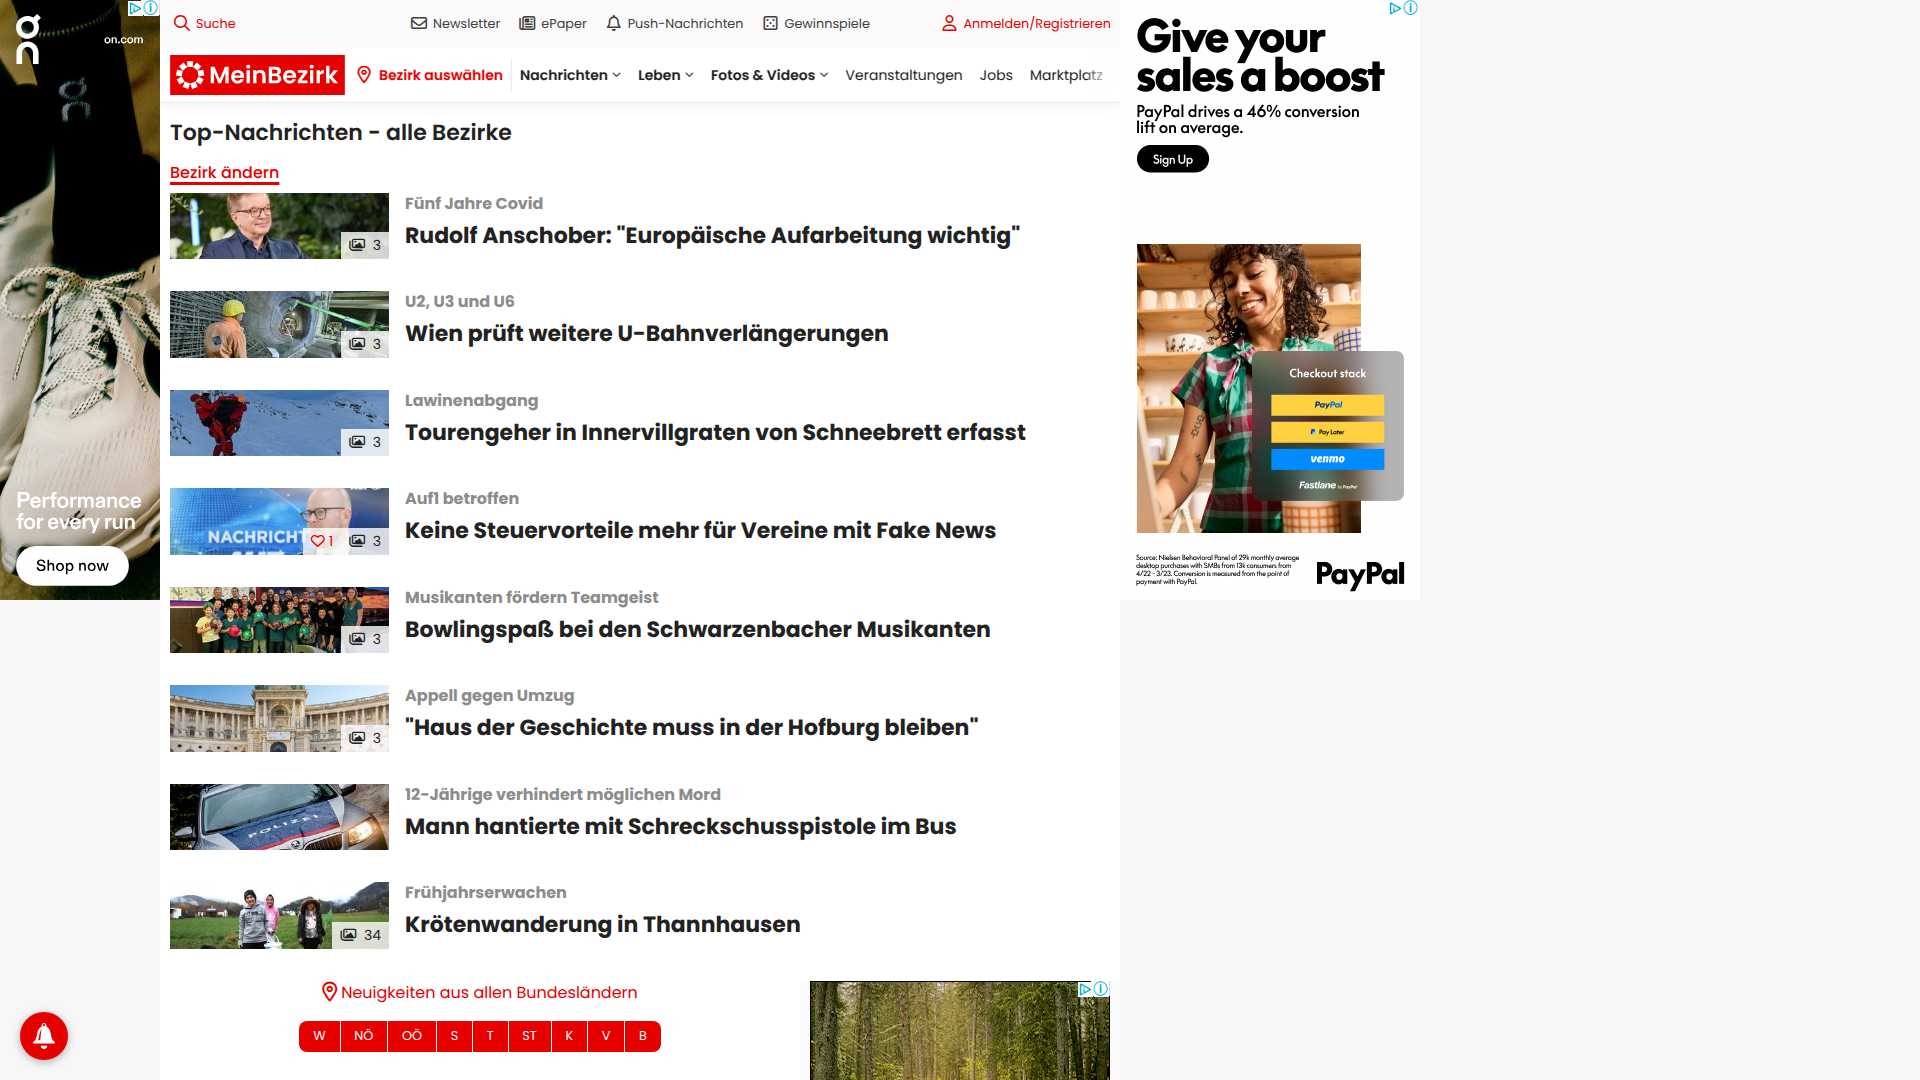 on.com
Performance
for every run
Shop now
Suche
Newsletter
ePaper
Push-Nachrichten
Gewinnspiele
Anmelden/Registrieren
MeinBezirk
Bezirk auswählen
Nachrichten
Leben
Fotos & Videos
Veranstaltungen
Jobs
Marktplatz
Top-Nachrichten - alle Bezirke
Bezirk ändern
3
Fünf Jahre Covid
Rudolf Anschober: "Europäische Aufarbeitung wichtig"
3
U2, U3 und U6
Wien prüft weitere U-Bahnverlängerungen
3
Lawinenabgang
Tourengeher in Innervillgraten von Schneebrett erfasst
NACHRICHT
1
3
Auf1 betroffen
Keine Steuervorteile mehr für Vereine mit Fake News
3
Musikanten fördern Teamgeist
Bowlingspaß bei den Schwarzenbacher Musikanten
3
Appell gegen Umzug
"Haus der Geschichte muss in der Hofburg bleiben"
POLIZEI
12-Jährige verhindert möglichen Mord
Mann hantierte mit Schreckschusspistole im Bus
34
Frühjahrserwachen
Krötenwanderung in Thannhausen
Neuigkeiten aus allen Bundesländern
W
NÖ
OÖ
S
T
ST
K
V
B
Give your
sales a boost
PayPal drives a 46% conversion
lift on average.
Sign Up
Checkout stack
PayPal
Pay Later
venmo
Fastlane by PayPal
Source: Nielsen Behavioral Panel of 29k monthly average
desktop purchases with SMBs from 13k consumers from
4/22 - 3/23. Conversion is measured from the point of
payment with PayPal.
PayPal